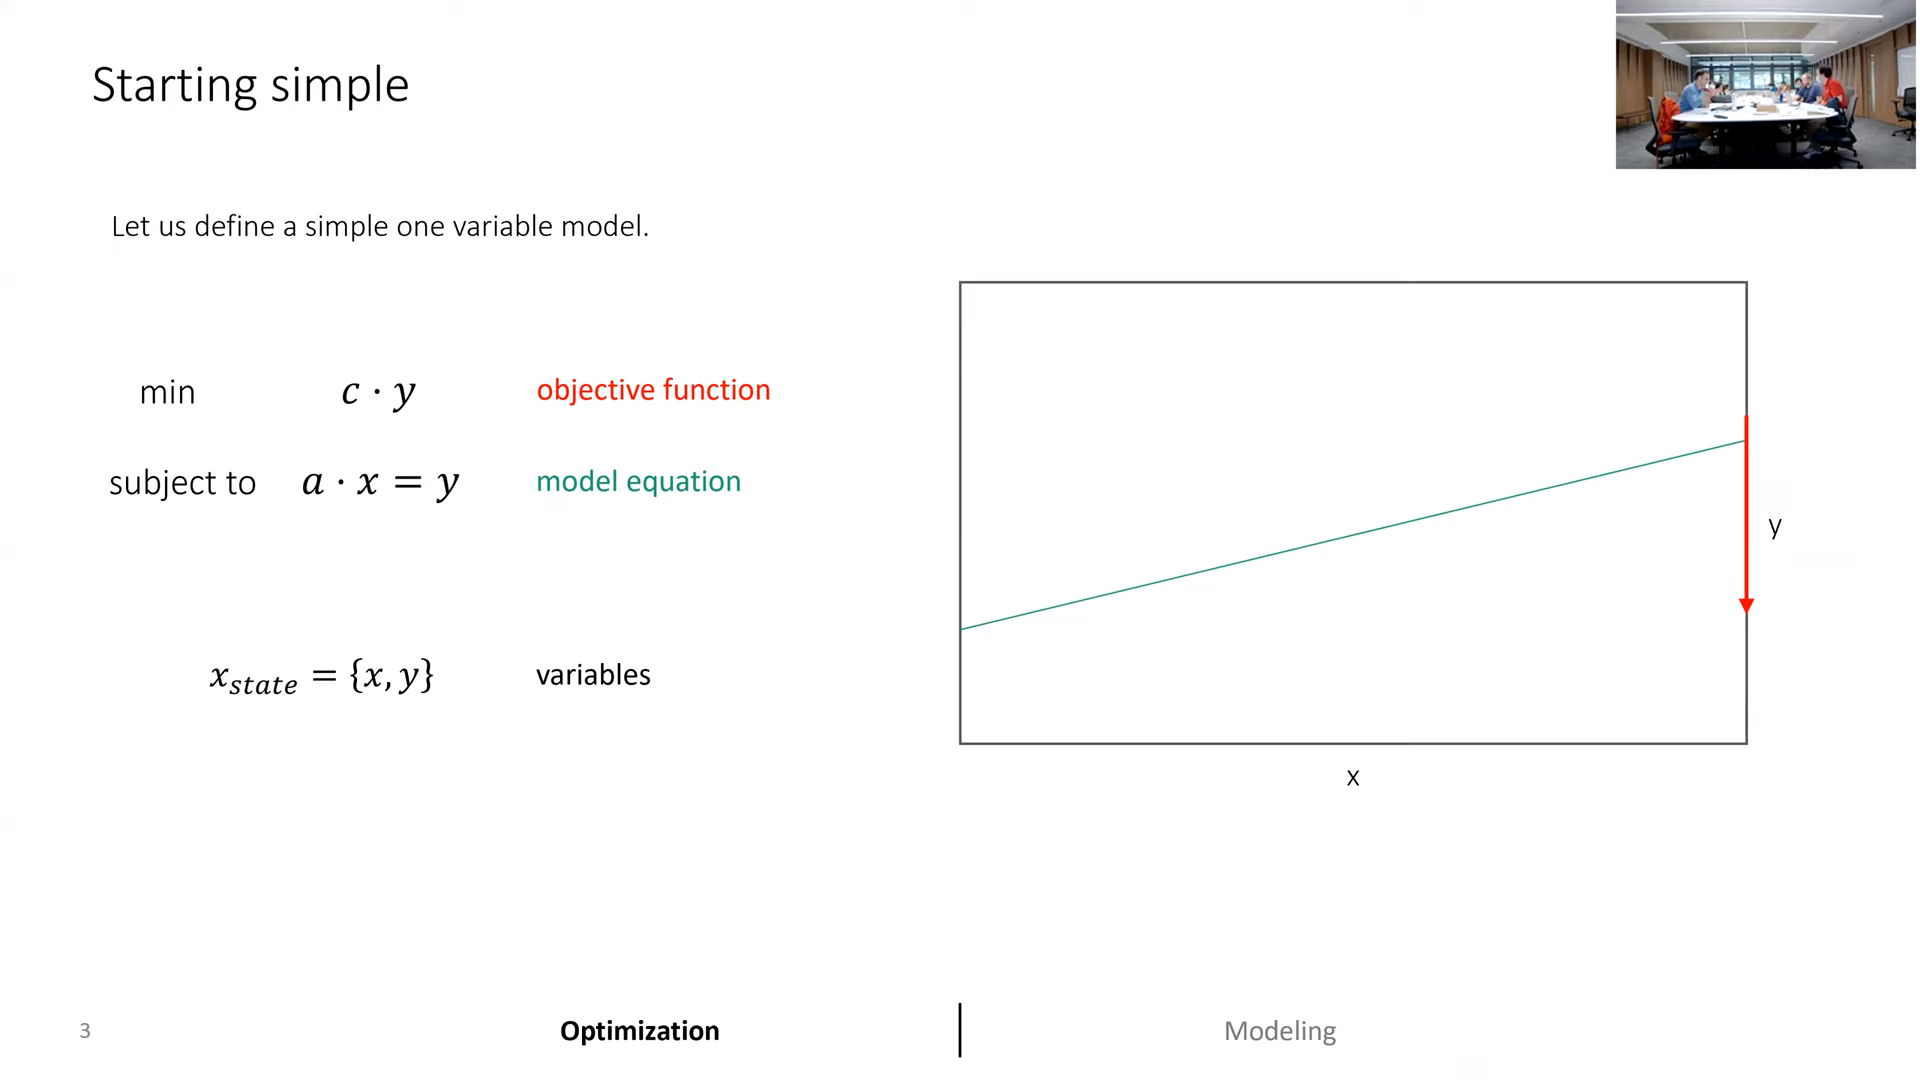 Starting simple
Let us define a simple one variable model.
min c · y objective function
subject to a · x = y model equation
x_state = {x, y} variables
y
x
3 Optimization Modeling